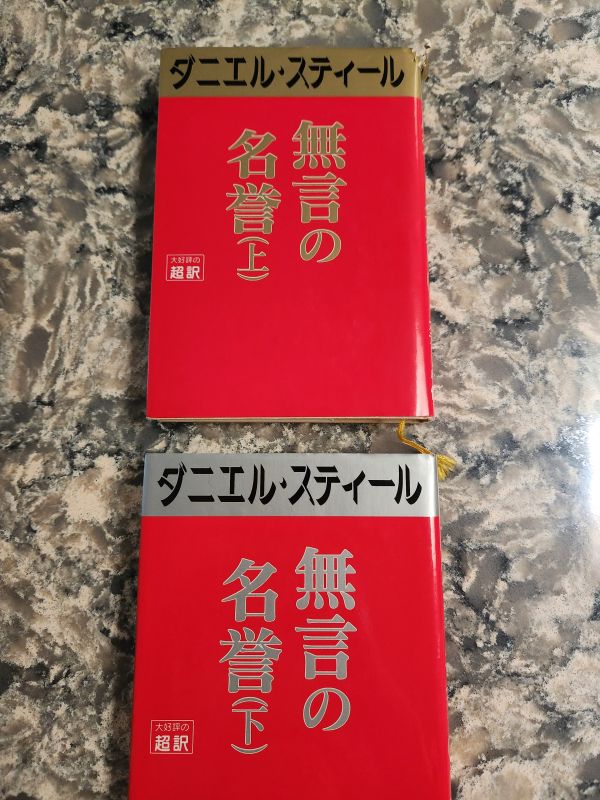 ダニエル・スティール
無言の
名誉(上)
大好評の
超訳
ダニエル・スティール
無言の
名誉(下)
大好評の
超訳